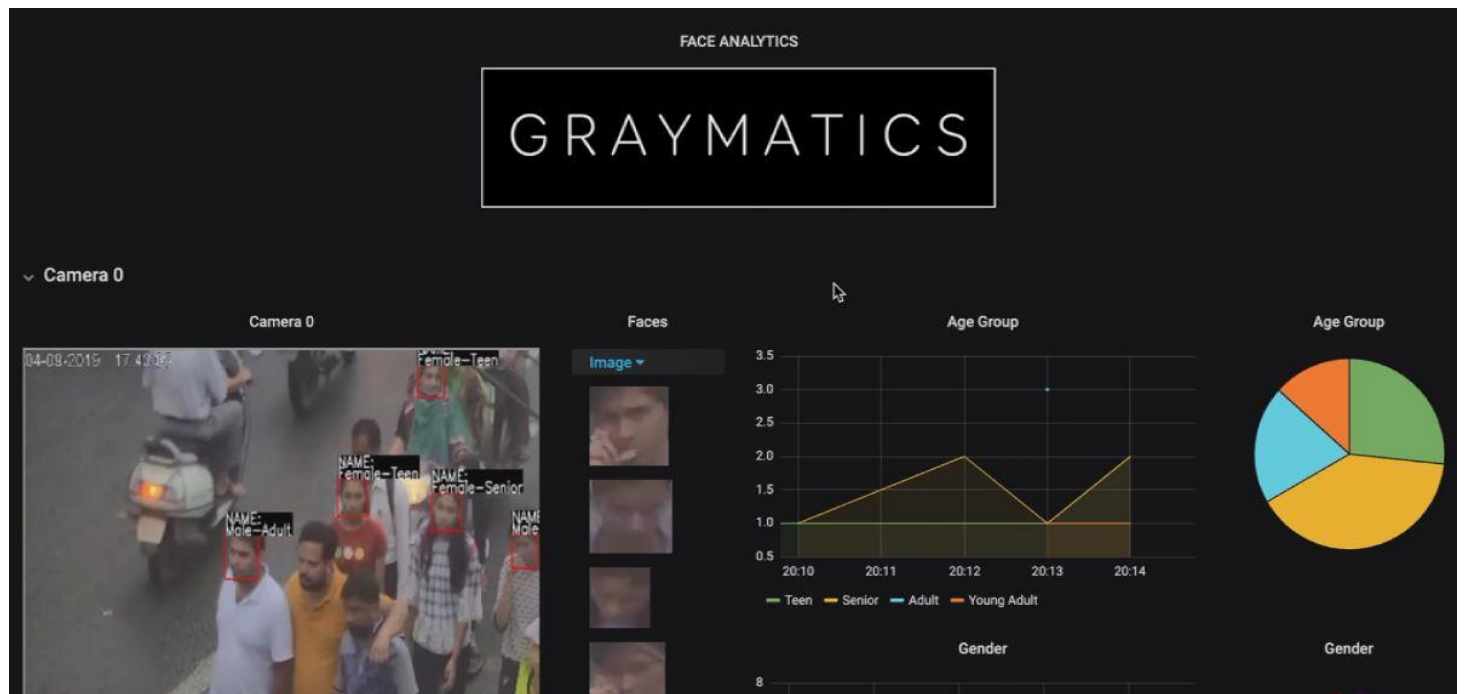 FACE ANALYTICS
GRAYMATICS
Camera 0
Camera 0
Faces
Age Group
Age Group
04-08-2019
Female-Teen
NAME:
Female-Teen
NAME:
Female-Senior
NAME:
Male-Adult
NAME
Male
Image
3.5
3.0
2.5
2.0
1.5
1.0
0.5
20:10 20:11 20:12 20:13 20:14
Teen Senior Adult Young Adult
Gender
Gender
8